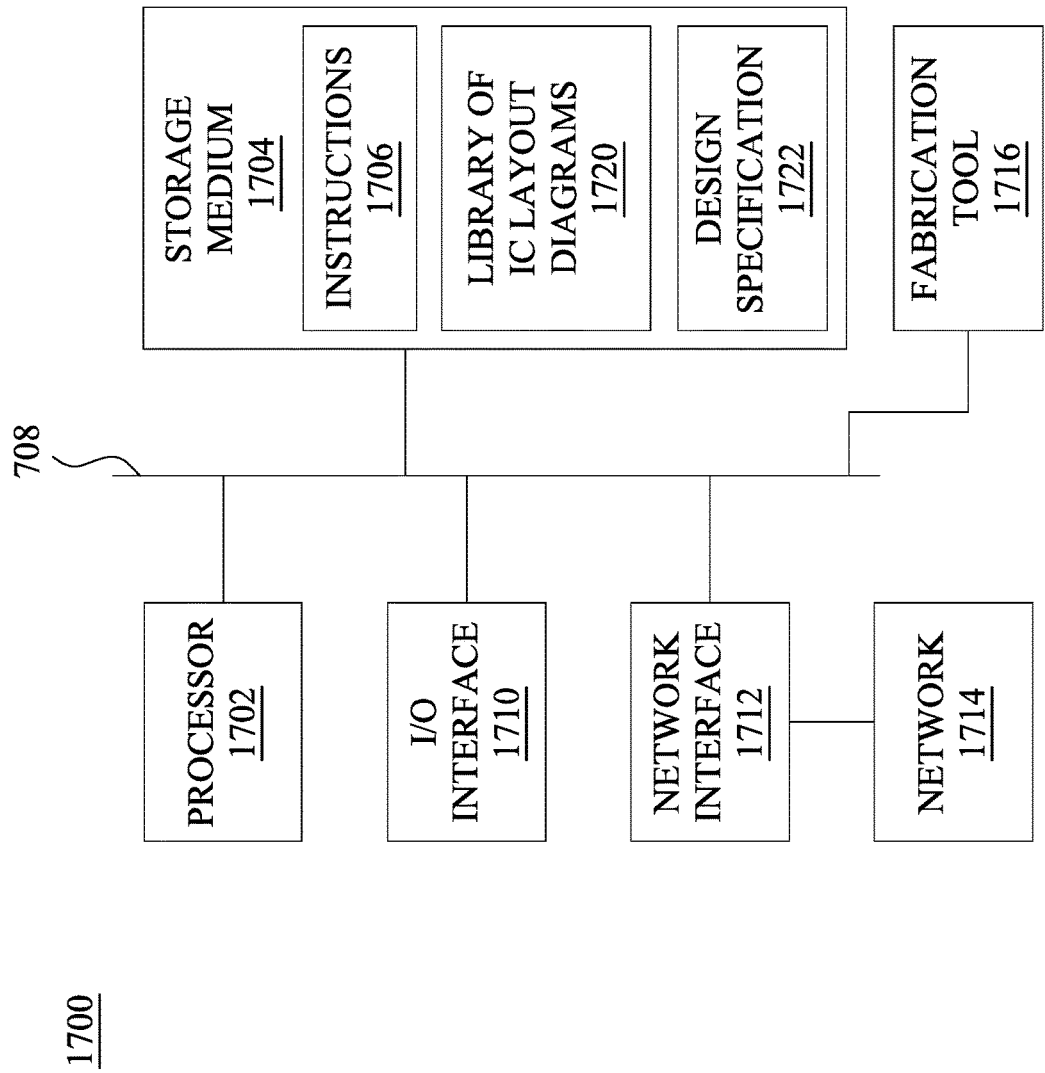 1700
708
PROCESSOR
1702
I/O
INTERFACE
1710
NETWORK
INTERFACE
1712
NETWORK
1714
STORAGE
MEDIUM
1704
INSTRUCTIONS
1706
LIBRARY OF
IC LAYOUT
DIAGRAMS
1720
DESIGN
SPECIFICATION
1722
FABRICATION
TOOL
1716